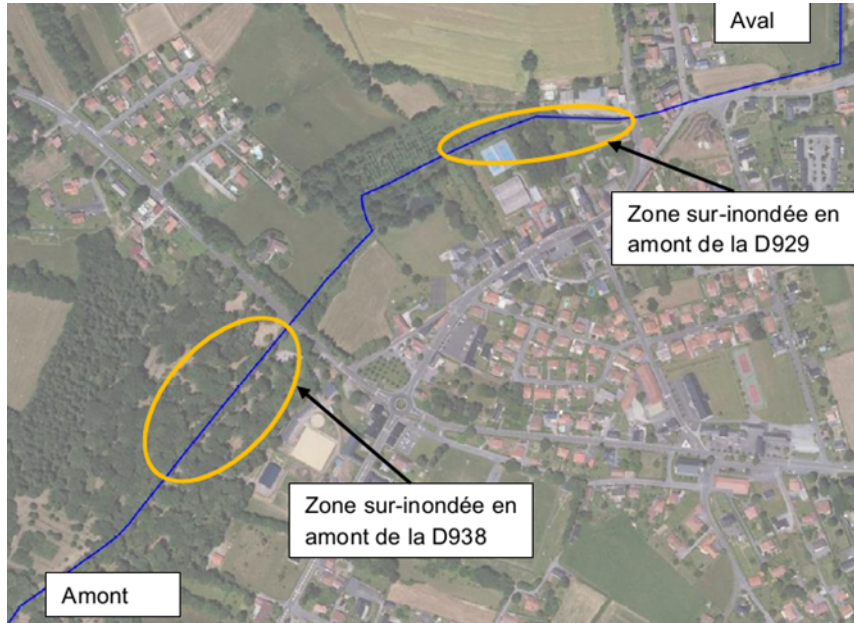 Aval
Zone sur-inondée en
amont de la D929
Zone sur-inondée en
amont de la D938
Amont